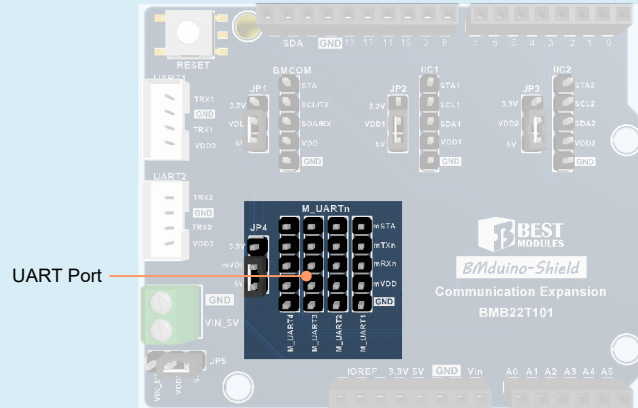 SDA GND 13 12 11 10 9 8
7 6 5 4 3 2 1 0
RESET
UART1
BMCOM
IIC1
IIC2
JP1
JP2
JP3
STA
STA1
STA2
TRX1
3.3V
SCL/TX
3.3V
SCL1
3.3V
SCL2
GND
TRX1
SDA/RX
VDD1
SDA1
VDD2
SDA2
VDD
VDD1
VDD2
5V
5V
5V
GND
GND
GND
UART2
TRX2
GND
TRX2
VDD3
M_UARTn
JP4
mSTA
mTXn
3.3V
mRXn
mVDD
5V
GND
M_UART4
M_UART3
M_UART2
M_UART1
UART Port
BEST
MODULES
BMduino-Shield
Communication Expansion
BMB22T101
GND
VIN_5V
JP5
IOREF 3.3V 5V GND Vin
A0 A1 A2 A3 A4 A5